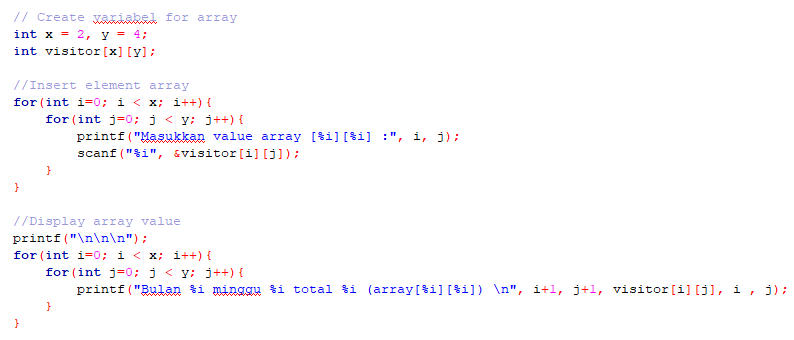 // Create variabel for array
int x = 2, y = 4;
int visitor[x][y];
//Insert element array
for(int i=0; i < x; i++){
for(int j=0; j < y; j++){
printf("Masukkan value array [%i][%i] :", i, j);
scanf("%i", &visitor[i][j]);
}
}
//Display array value
printf("\n\n\n");
for(int i=0; i < x; i++){
for(int j=0; j < y; j++){
printf("Bulan %i minggu %i total %i (array[%i][%i]) \n", i+1, j+1, visitor[i][j], i , j);
}
}